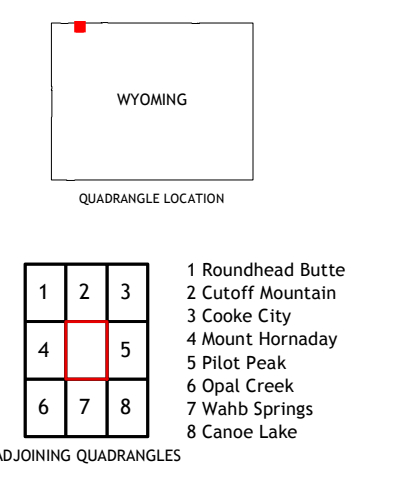 WYOMING
QUADRANGLE LOCATION
1 2 3
4 5
6 7 8
1 Roundhead Butte
2 Cutoff Mountain
3 Cooke City
4 Mount Hornaday
5 Pilot Peak
6 Opal Creek
7 Wahb Springs
8 Canoe Lake
ADJOINING QUADRANGLES